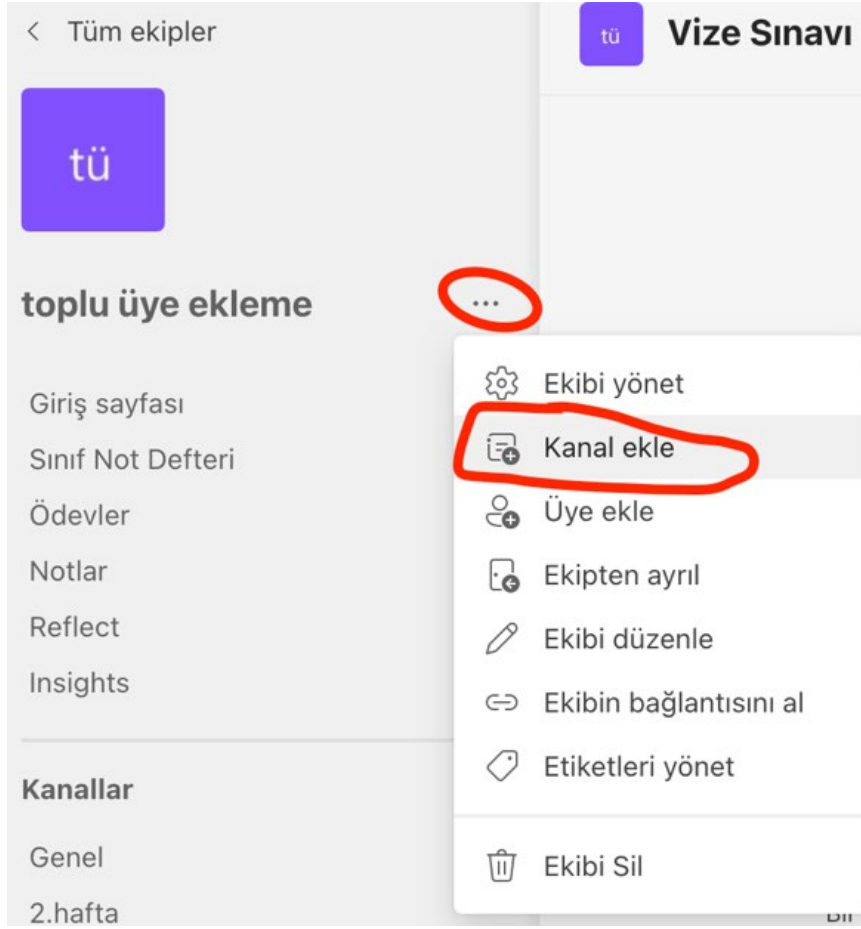 < Tüm ekipler
tü
toplu üye ekleme
...
Giriş sayfası
Sınıf Not Defteri
Ödevler
Notlar
Reflect
Insights
Kanallar
Genel
2.hafta
tü
Vize Sınavı
Ekibi yönet
Kanal ekle
Üye ekle
Ekipten ayrıl
Ekibi düzenle
Ekibin bağlantısını al
Etiketleri yönet
Ekibi Sil